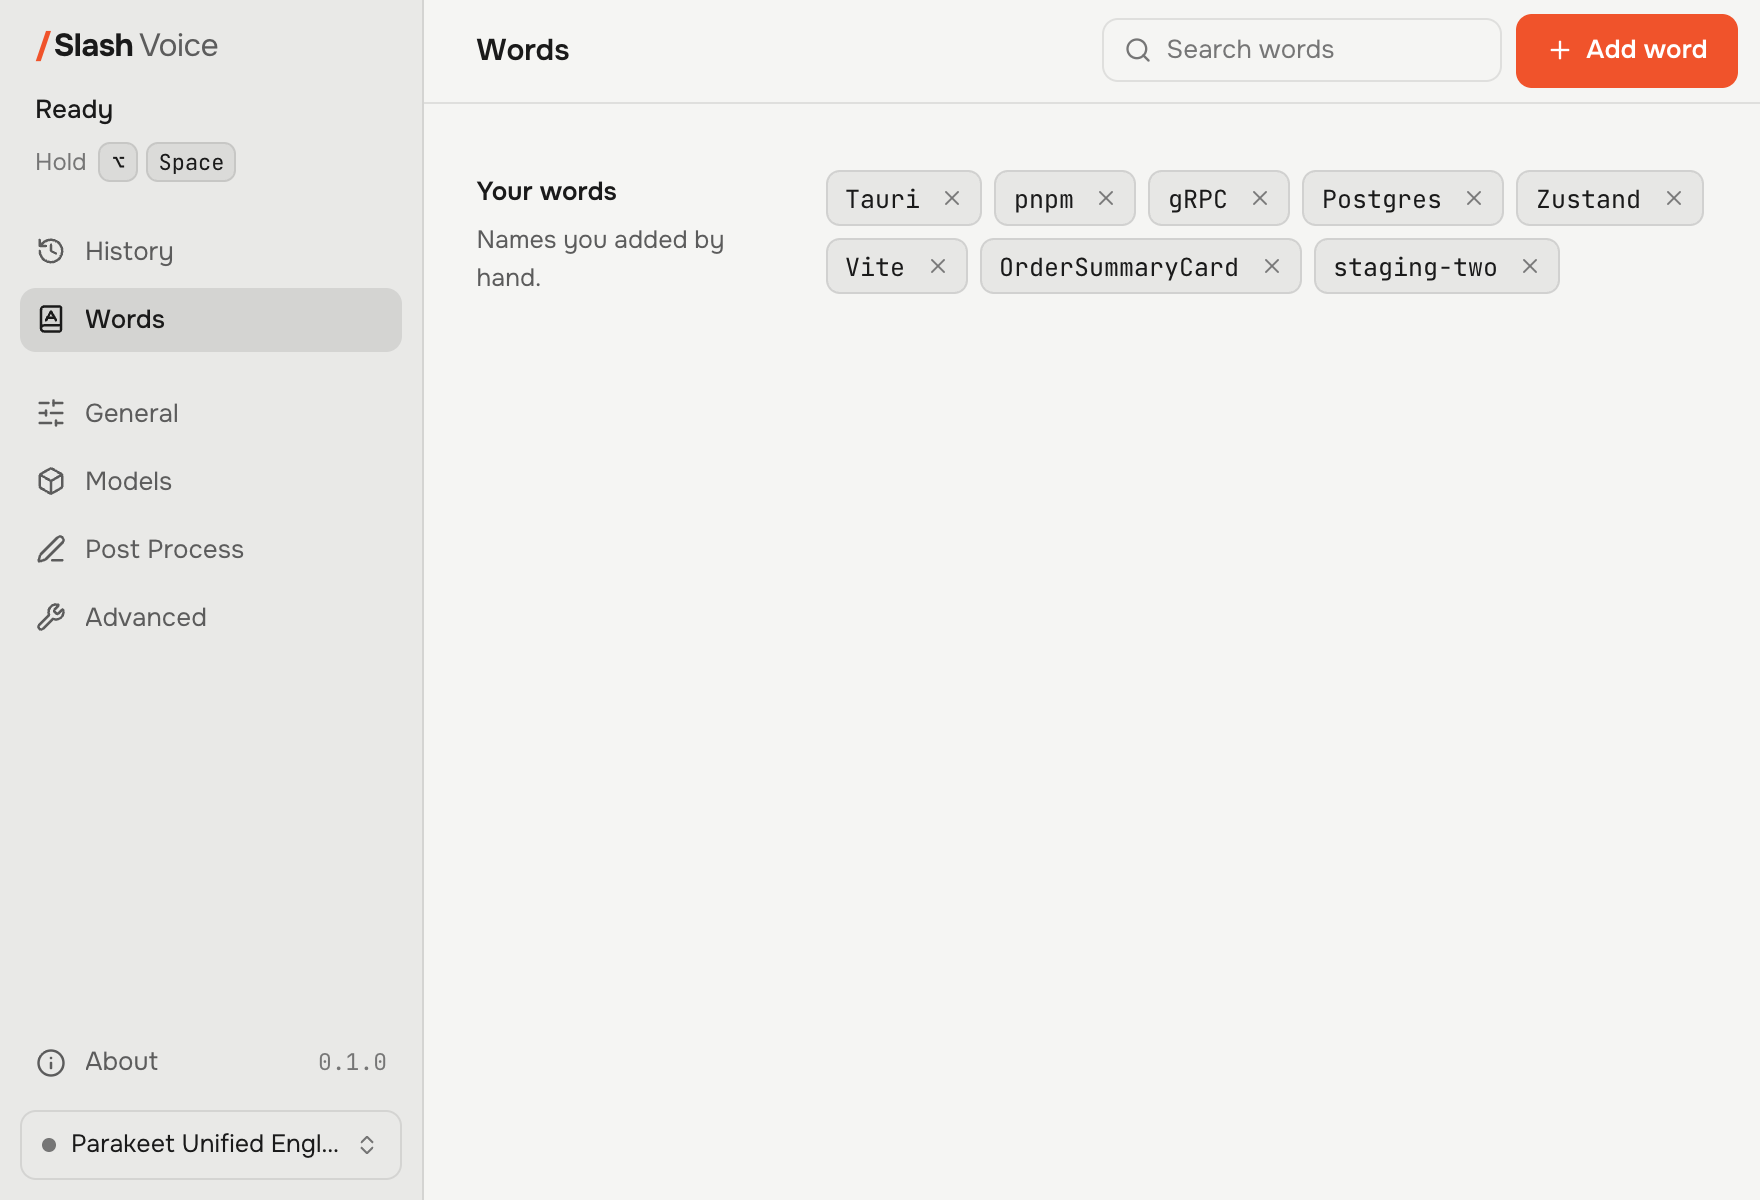 /Slash Voice
Ready
Hold ⌥ Space
History
Words
General
Models
Post Process
Advanced
About 0.1.0
Parakeet Unified Engl...
Words
Search words
+ Add word
Your words
Names you added by
hand.
Tauri × pnpm × gRPC × Postgres × Zustand ×
Vite × OrderSummaryCard × staging-two ×